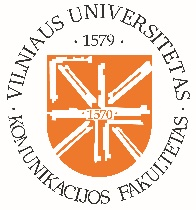 VILNIAUS UNIVERSITETAS
· 1579 ·
· 1570 ·
· KOMUNIKACIJOS FAKULTETAS ·